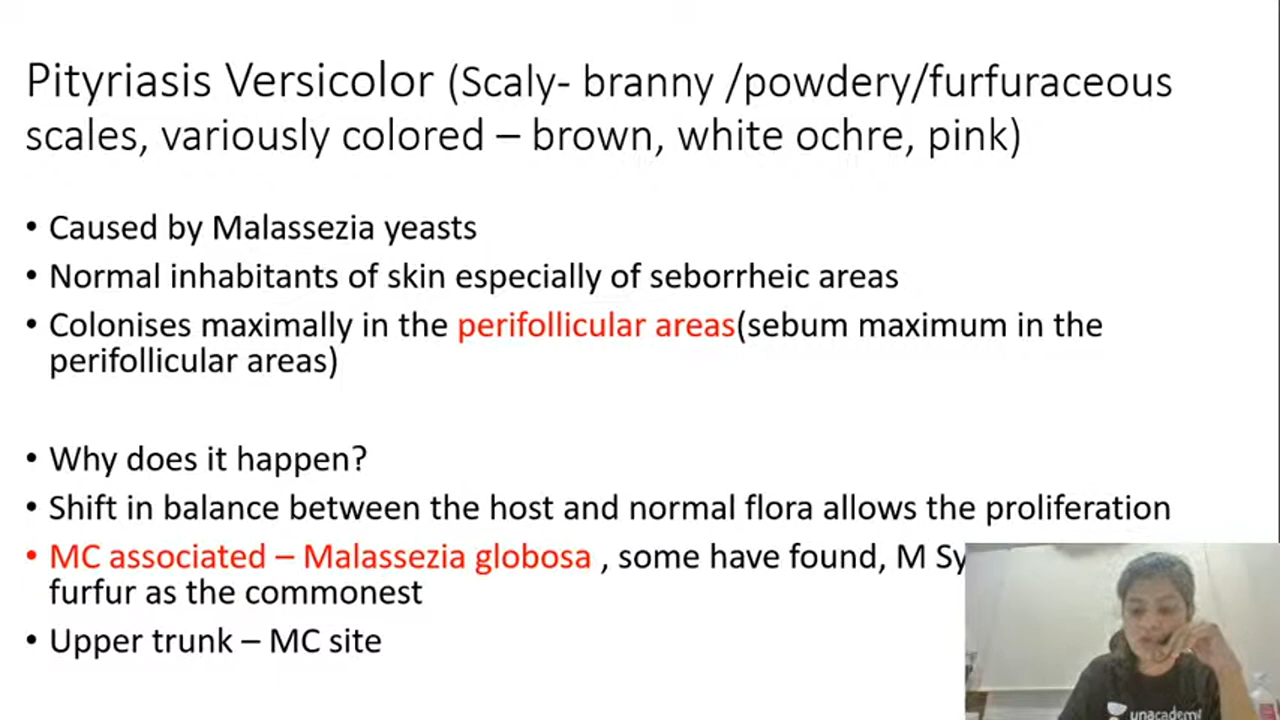 Pityriasis Versicolor (Scaly- branny /powdery/furfuraceous
scales, variously colored – brown, white ochre, pink)
• Caused by Malassezia yeasts
• Normal inhabitants of skin especially of seborrheic areas
• Colonises maximally in the perifollicular areas(sebum maximum in the
perifollicular areas)
• Why does it happen?
• Shift in balance between the host and normal flora allows the proliferation
• MC associated – Malassezia globosa , some have found, M Sy
furfur as the commonest
• Upper trunk – MC site
unacademy